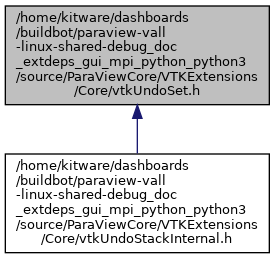 /home/kitware/dashboards
/buildbot/paraview-vall
-linux-shared-debug_doc
_extdeps_gui_mpi_python_python3
/source/ParaViewCore/VTKExtensions
/Core/vtkUndoSet.h
/home/kitware/dashboards
/buildbot/paraview-vall
-linux-shared-debug_doc
_extdeps_gui_mpi_python_python3
/source/ParaViewCore/VTKExtensions
/Core/vtkUndoStackInternal.h